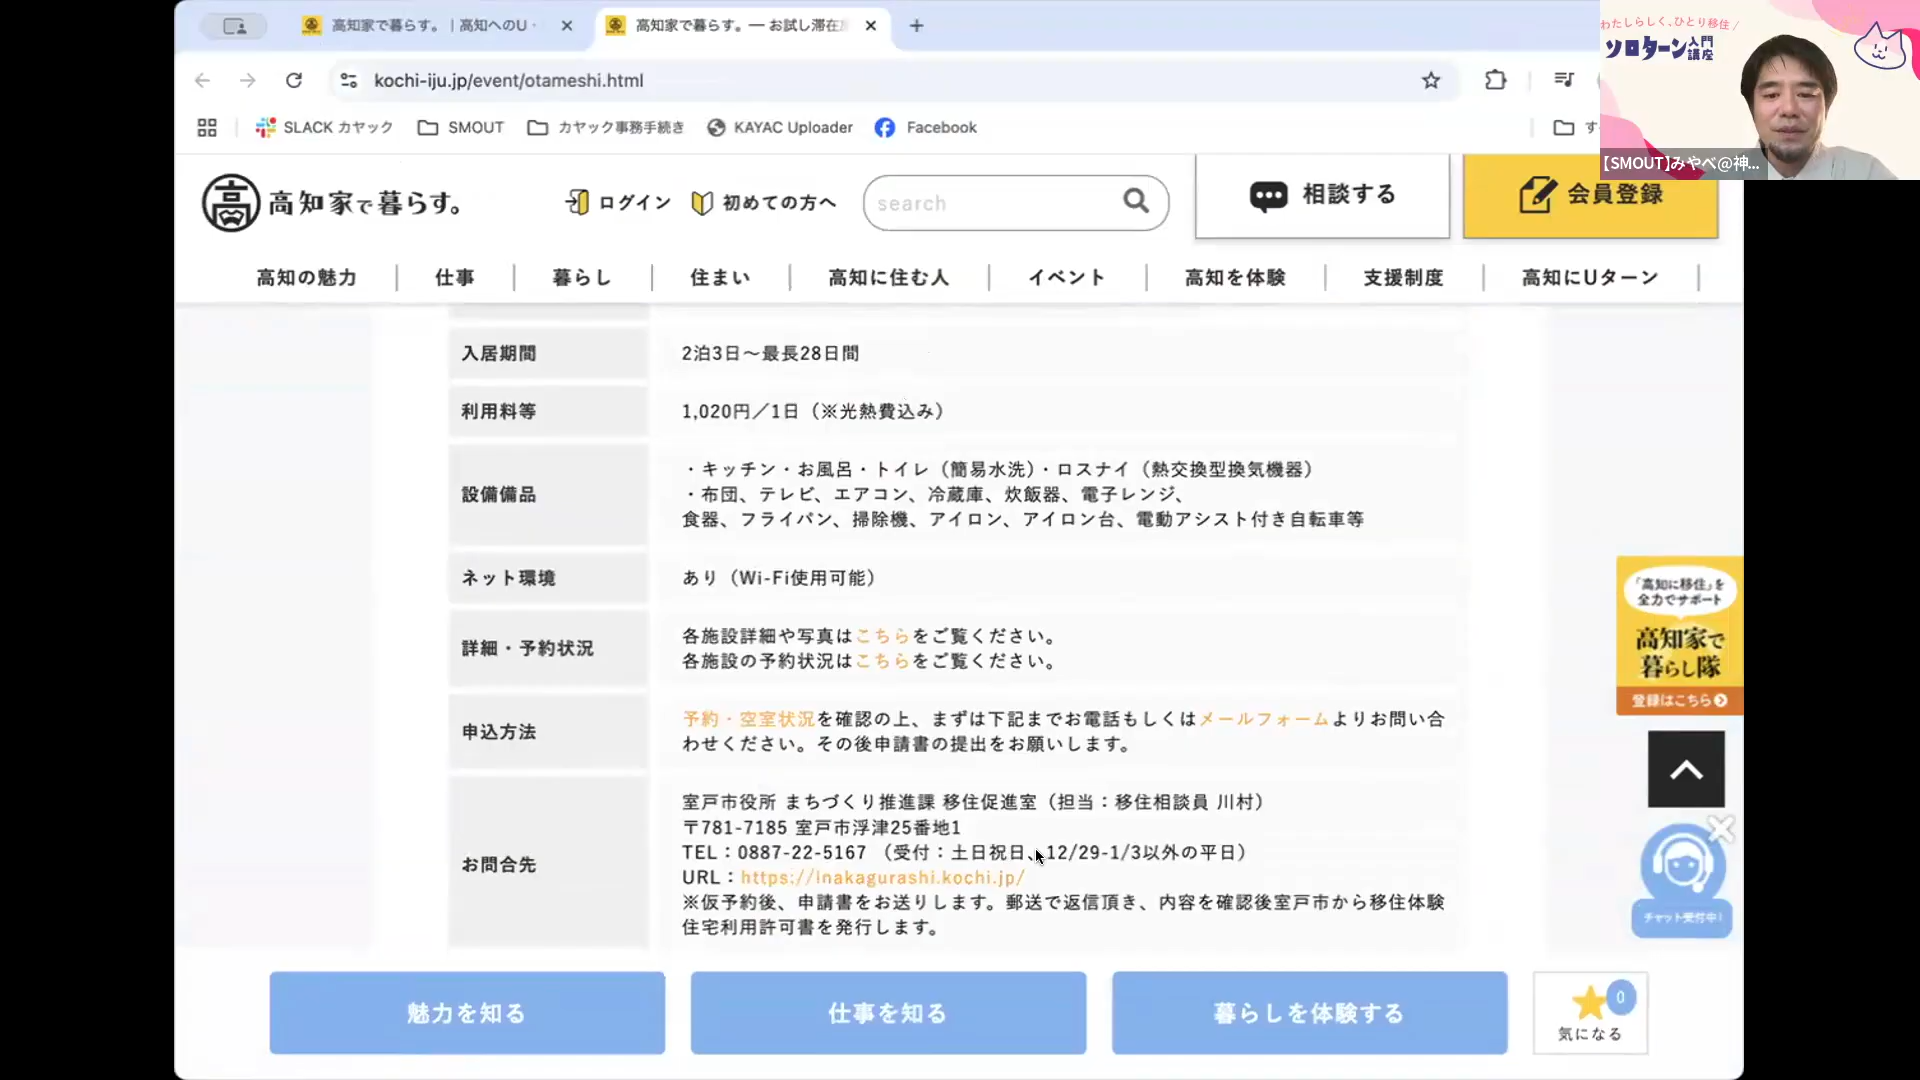 高知家で暮らす。 | 高知へのU・
高知家で暮らす。— お試し滞在
kochi-iju.jp/event/otameshi.html
SLACK カヤック
SMOUT
カヤック事務手続き
KAYAC Uploader
Facebook
わたしらしく、ひとり移住
ソロターン入門講座
【SMOUT】みやべ@神...
高知家で暮らす。
ログイン
初めての方へ
search
相談する
会員登録
高知の魅力
仕事
暮らし
住まい
高知に住む人
イベント
高知を体験
支援制度
高知にUターン
入居期間
2泊3日〜最長28日間
利用料等
1,020円／1日（※光熱費込み）
設備備品
・キッチン・お風呂・トイレ（簡易水洗）・ロスナイ（熱交換型換気機器）
・布団、テレビ、エアコン、冷蔵庫、炊飯器、電子レンジ、
食器、フライパン、掃除機、アイロン、アイロン台、電動アシスト付き自転車等
ネット環境
あり（Wi-Fi使用可能）
詳細・予約状況
各施設詳細や写真はこちらをご覧ください。
各施設の予約状況はこちらをご覧ください。
申込方法
予約・空室状況を確認の上、まずは下記までお電話もしくはメールフォームよりお問い合
わせください。その後申請書の提出をお願いします。
お問合先
室戸市役所 まちづくり推進課 移住促進室（担当：移住相談員 川村）
〒781-7185 室戸市浮津25番地1
TEL：0887-22-5167 （受付：土日祝日、12/29-1/3以外の平日）
URL：https://inakagurashi.kochi.jp/
※仮予約後、申請書をお送りします。郵送で返信頂き、内容を確認後室戸市から移住体験
住宅利用許可書を発行します。
「高知に移住」を
全力でサポート
高知家で
暮らし隊
登録はこちら
チャット受付中!
魅力を知る
仕事を知る
暮らしを体験する
0
気になる